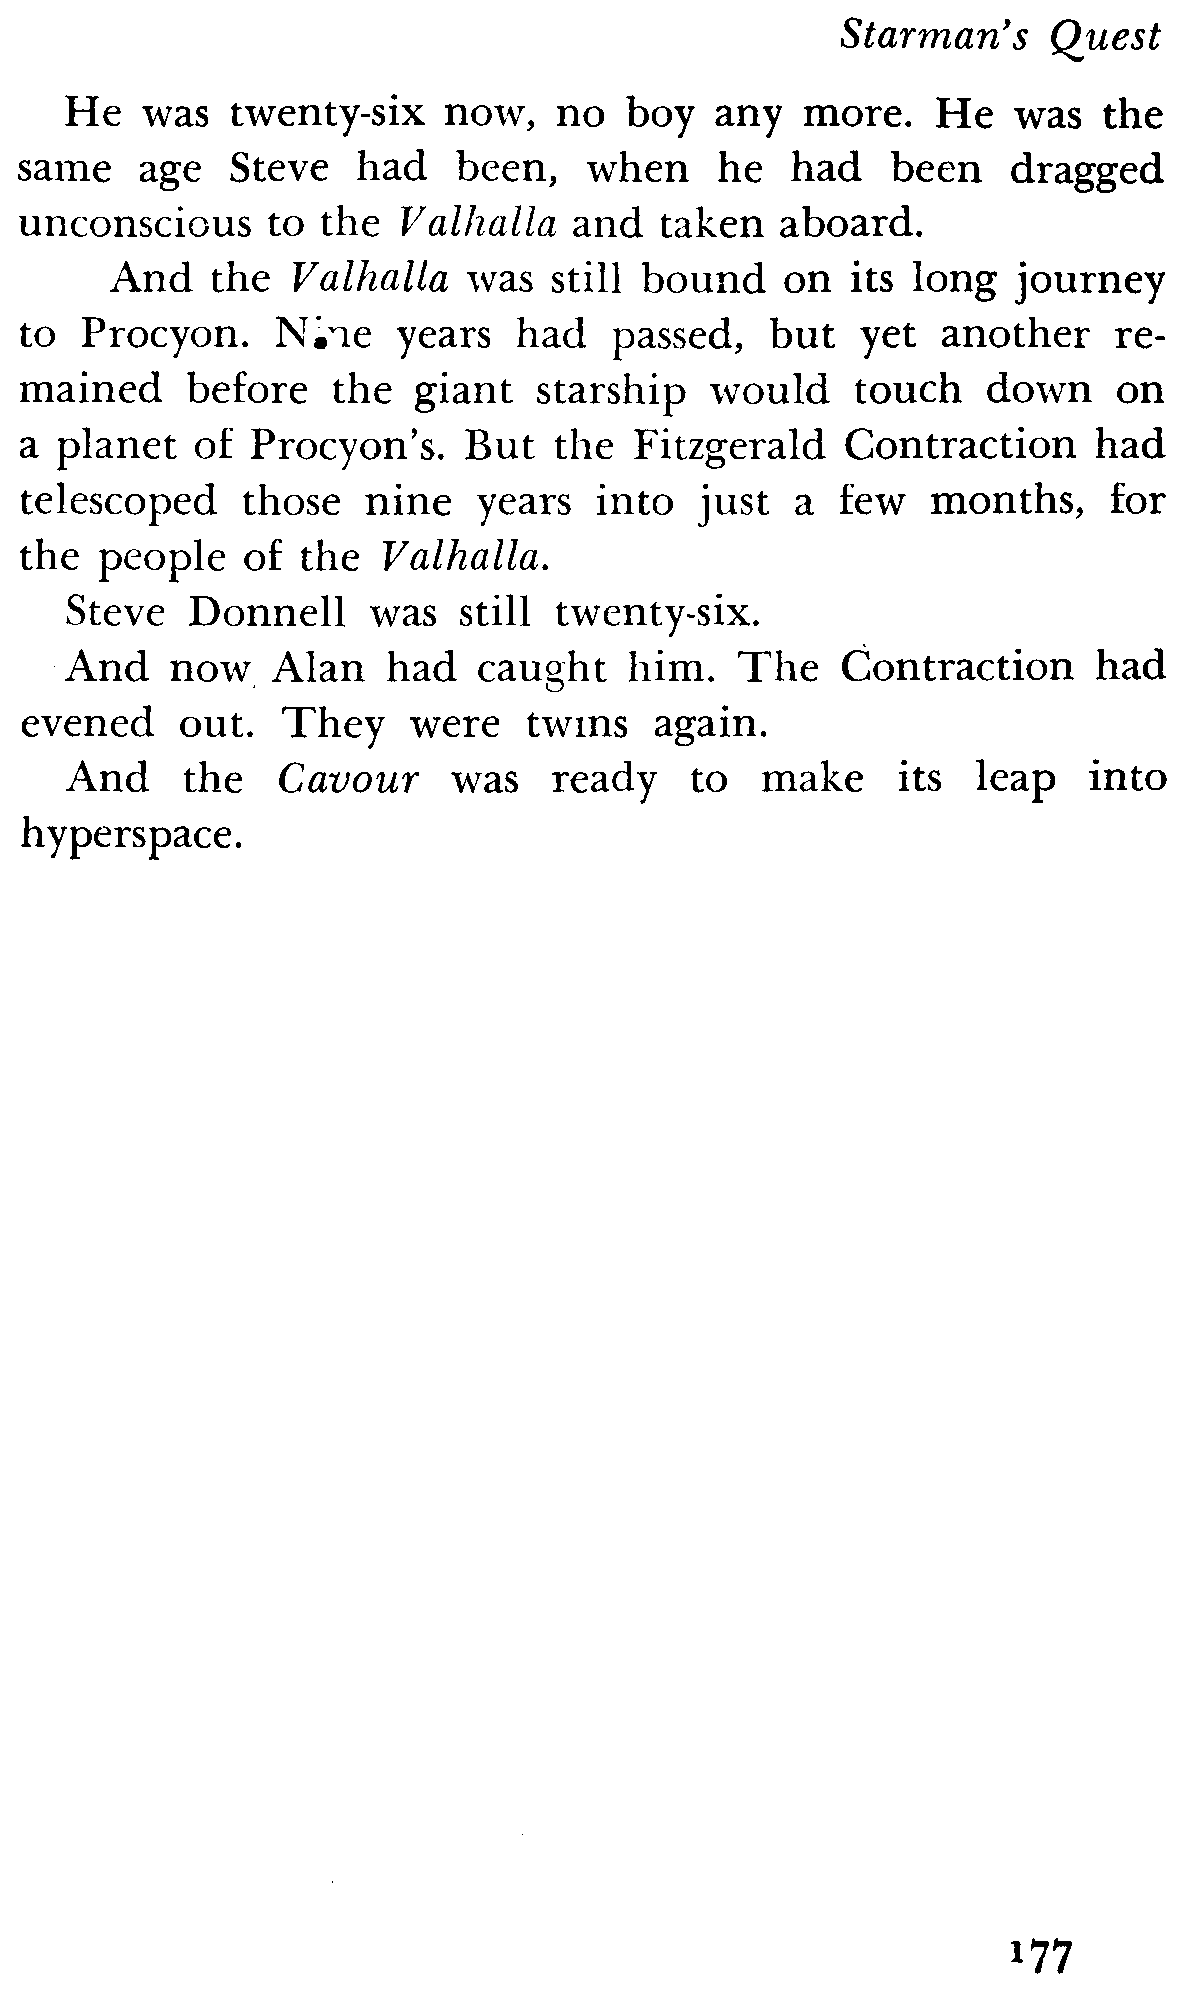 Starman's Quest
He was twenty-six now, no boy any more. He was the
same age Steve had been, when he had been dragged
unconscious to the Valhalla and taken aboard.
And the Valhalla was still bound on its long journey
to Procyon. Nine years had passed, but yet another re-
mained before the giant starship would touch down on
a planet of Procyon's. But the Fitzgerald Contraction had
telescoped those nine years into just a few months, for
the people of the Valhalla.
Steve Donnell was still twenty-six.
And now Alan had caught him. The Contraction had
evened out. They were twins again.
And the Cavour was ready to make its leap into
hyperspace.
177